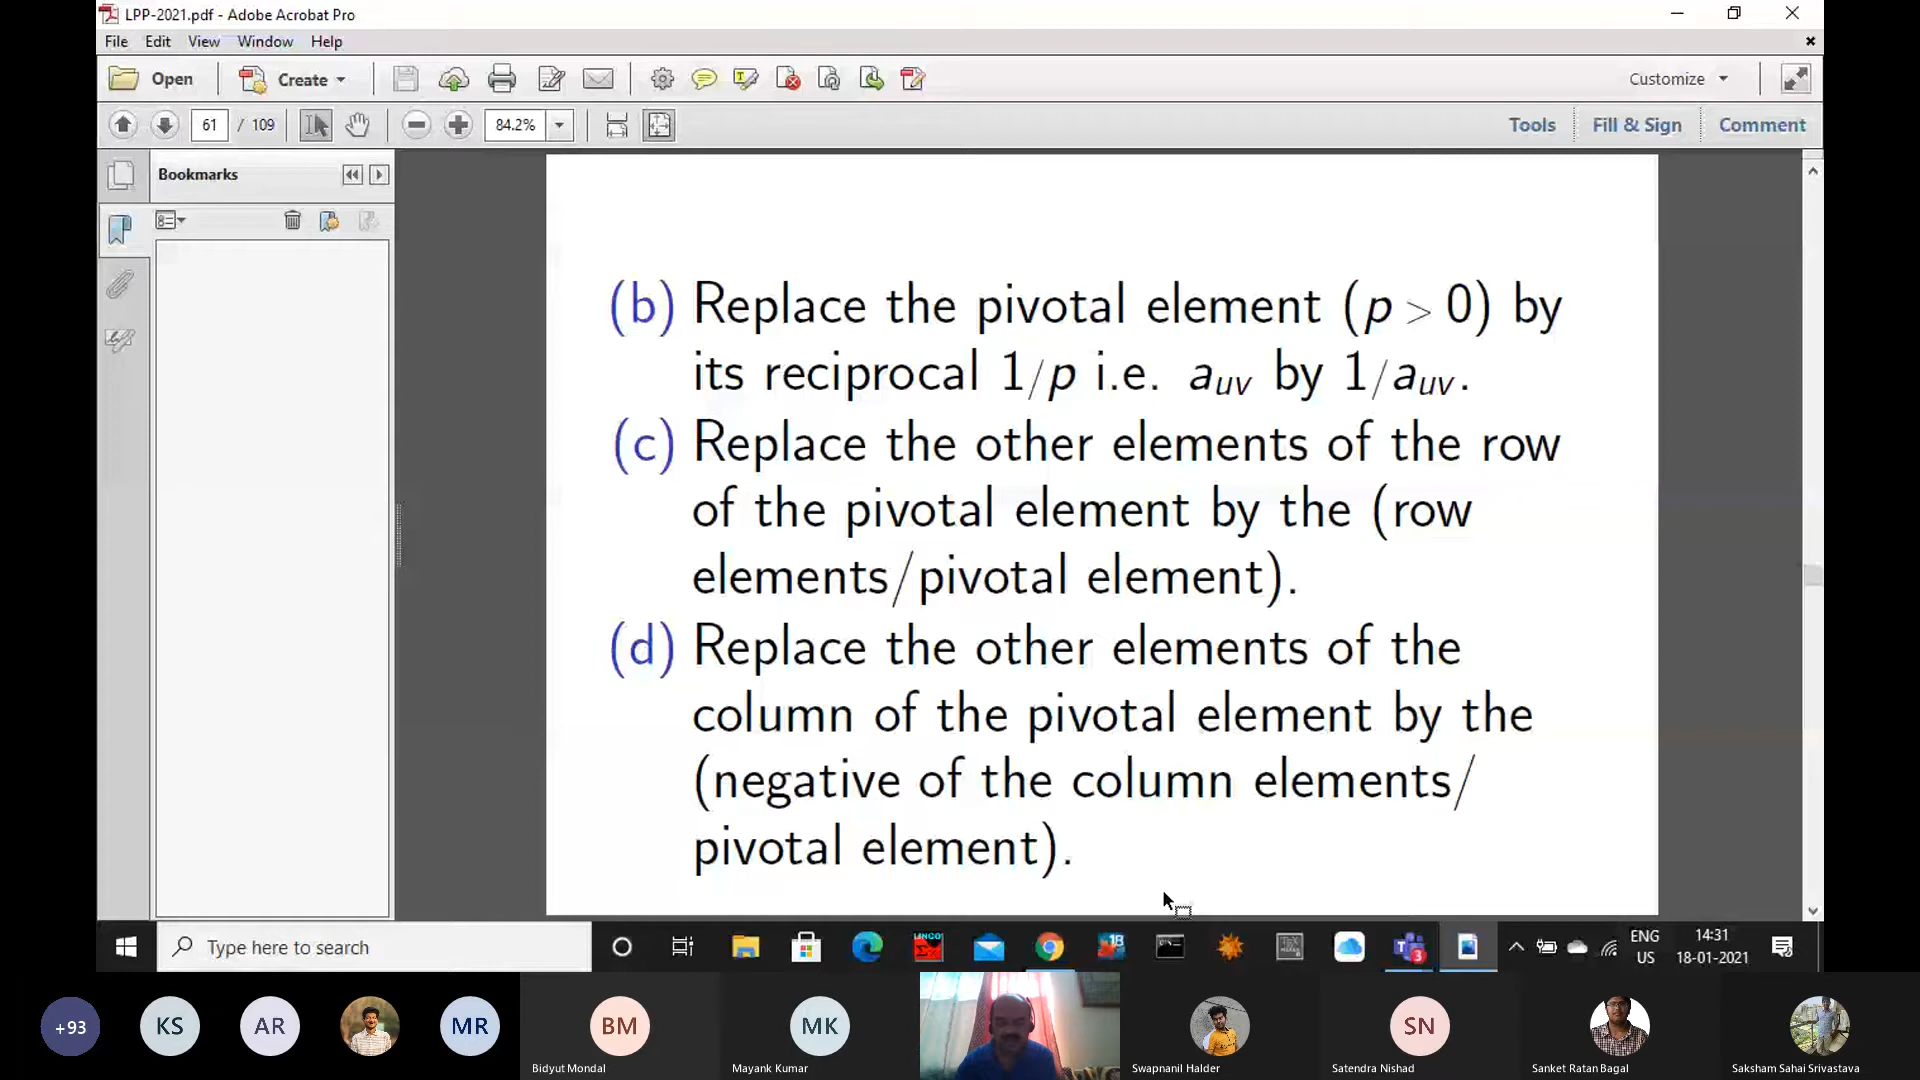 LPP-2021.pdf - Adobe Acrobat Pro
File Edit View Window Help
Open Create Customize
61 / 109 84.2% Tools Fill & Sign Comment
Bookmarks
(b) Replace the pivotal element (p > 0) by
its reciprocal 1/p i.e. a_uv by 1/a_uv.
(c) Replace the other elements of the row
of the pivotal element by the (row
elements/pivotal element).
(d) Replace the other elements of the
column of the pivotal element by the
(negative of the column elements/
pivotal element).
Type here to search
LINGO
18
3
ENG
US
14:31
18-01-2021
+93 KS AR MR BM MK SN
Bidyut Mondal Mayank Kumar Swapnanil Halder Satendra Nishad Sanket Ratan Bagal Saksham Sahai Srivastava